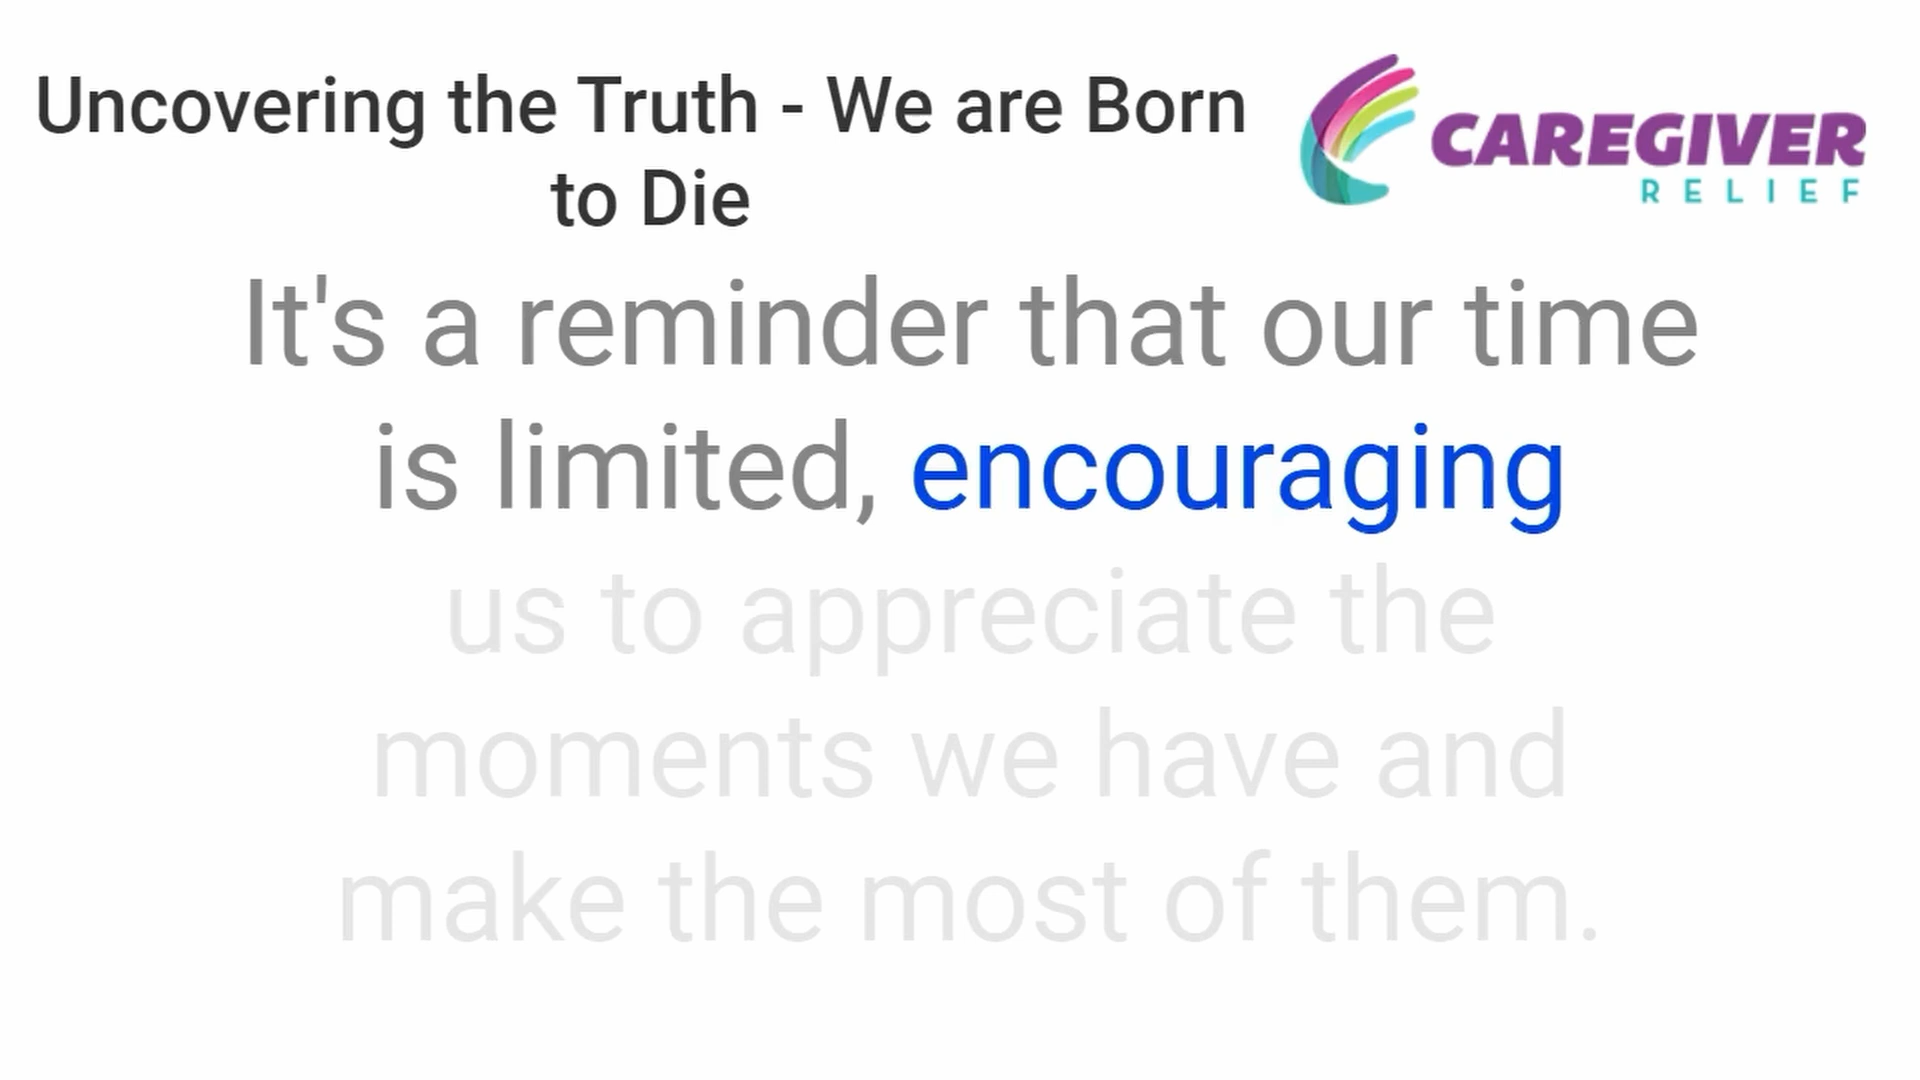 Uncovering the Truth - We are Born
to Die
CAREGIVER
RELIEF
It's a reminder that our time
is limited, encouraging
us to appreciate the
moments we have and
make the most of them.